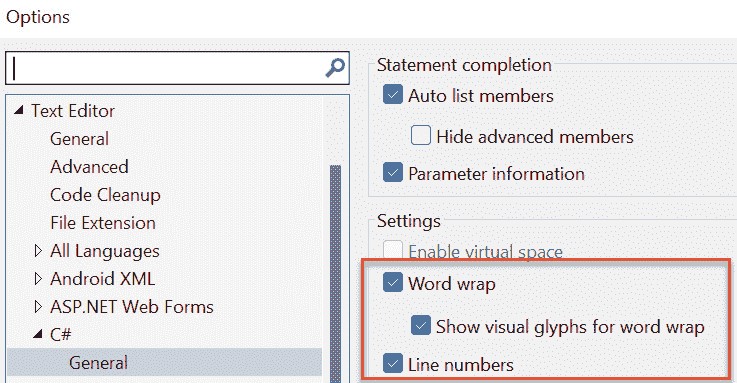 Options
Text Editor
General
Advanced
Code Cleanup
File Extension
All Languages
Android XML
ASP.NET Web Forms
C#
General
Statement completion
Auto list members
Hide advanced members
Parameter information
Settings
Enable virtual space
Word wrap
Show visual glyphs for word wrap
Line numbers